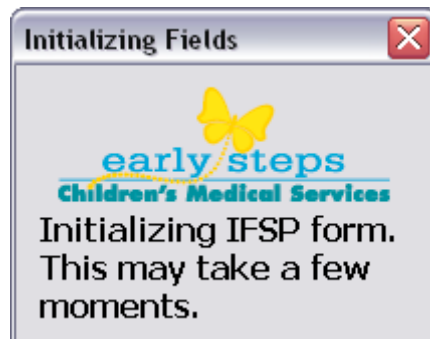 Initializing Fields
early steps
Children's Medical Services
Initializing IFSP form.
This may take a few
moments.